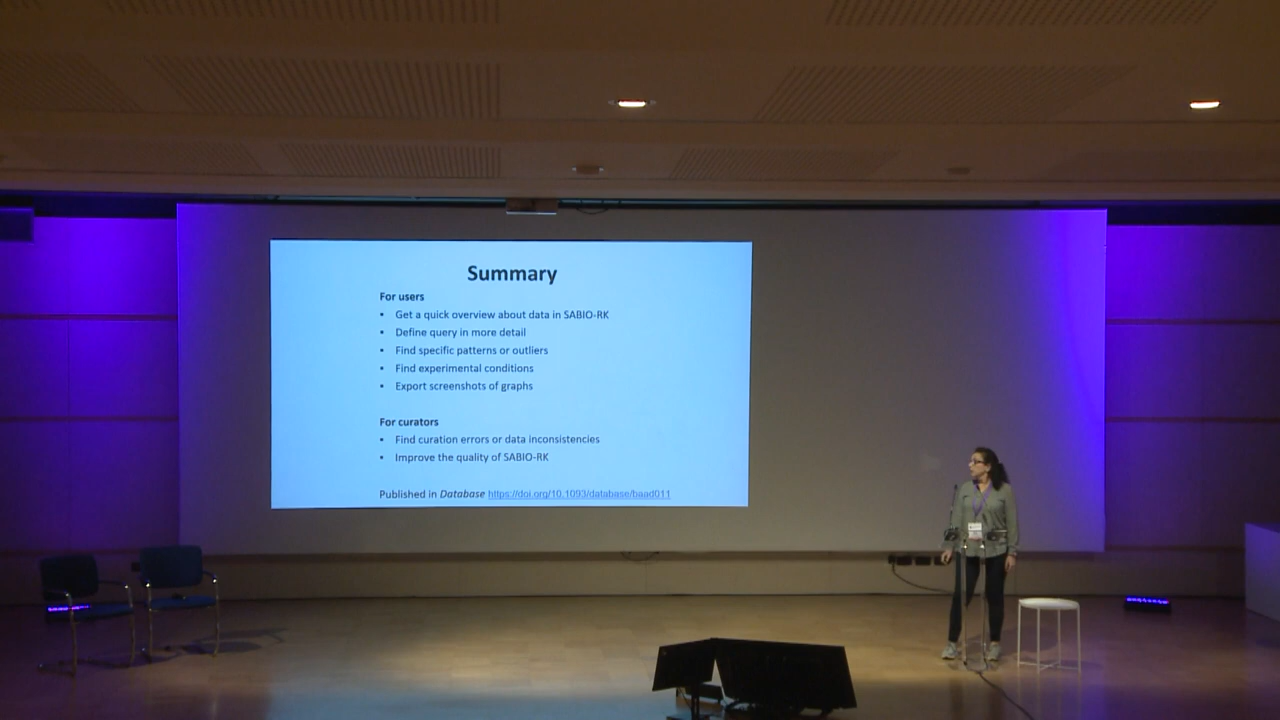 Summary
For users
• Get a quick overview about data in SABIO-RK
• Define query in more detail
• Find specific patterns or outliers
• Find experimental conditions
• Export screenshots of graphs
For curators
• Find curation errors or data inconsistencies
• Improve the quality of SABIO-RK
Published in Database https://doi.org/10.1093/database/baad011